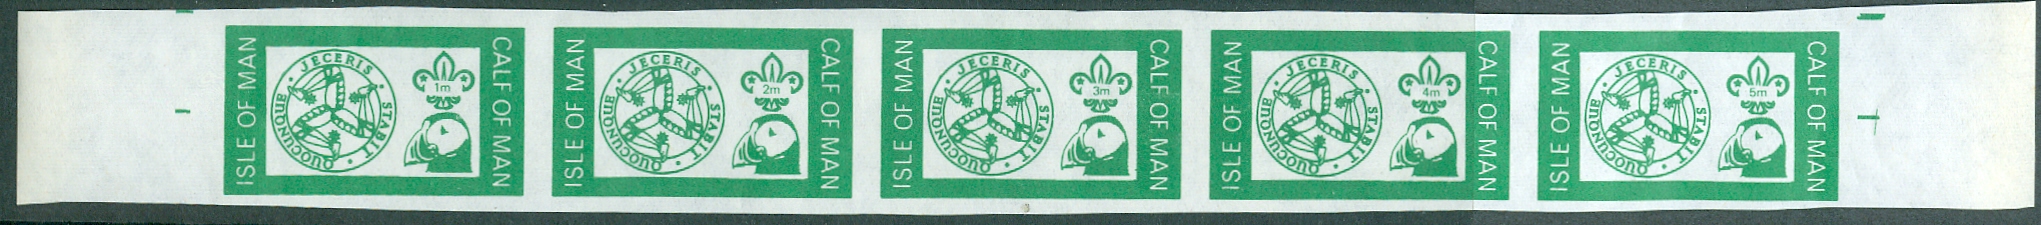 ISLE OF MAN
QUOCUNQUE · JECERIS · STABIT ·
1m
CALF OF MAN
ISLE OF MAN
QUOCUNQUE · JECERIS · STABIT ·
2m
CALF OF MAN
ISLE OF MAN
QUOCUNQUE · JECERIS · STABIT ·
3m
CALF OF MAN
ISLE OF MAN
QUOCUNQUE · JECERIS · STABIT ·
4m
CALF OF MAN
ISLE OF MAN
QUOCUNQUE · JECERIS · STABIT ·
5m
CALF OF MAN